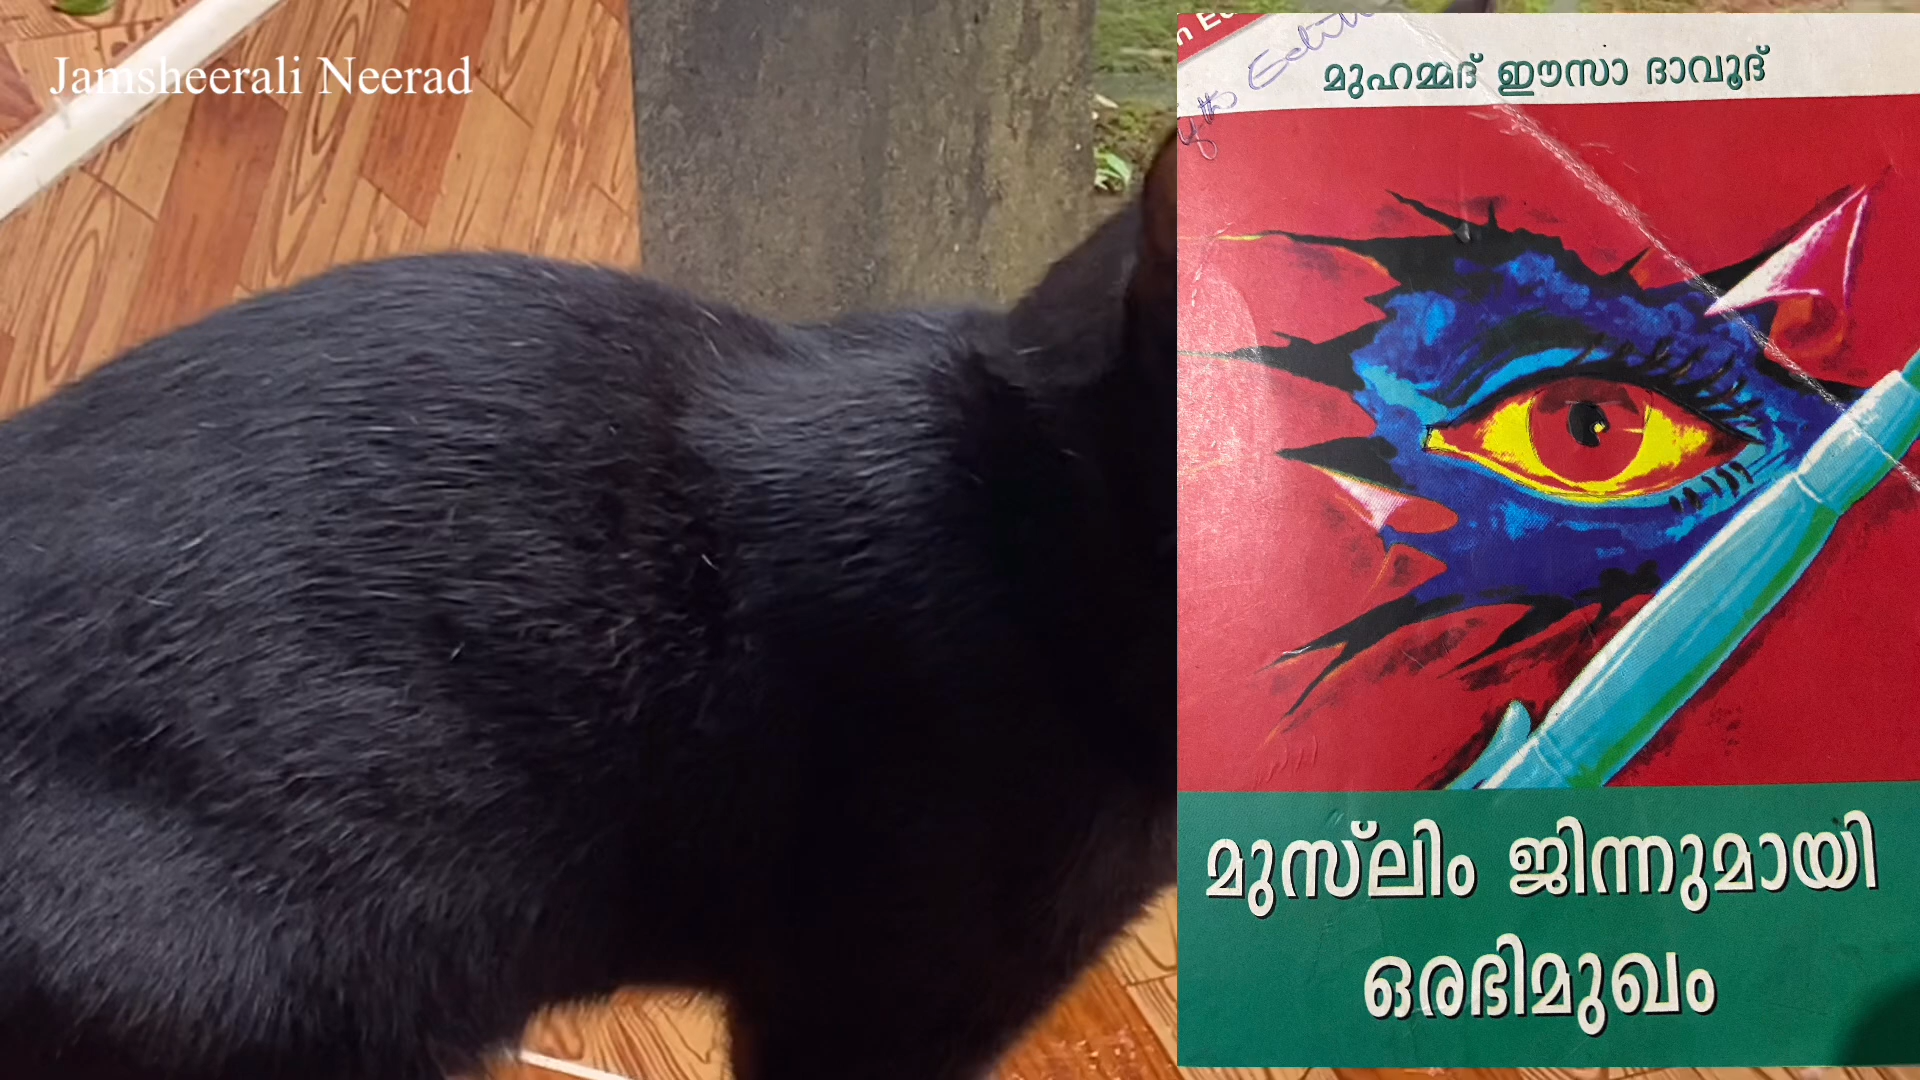 Jamsheerali Neerad
മുഹമ്മദ് ഈസാ ദാവൂദ്
മുസ്‌ലിം ജിന്നുമായി
ഒരഭിമുഖം